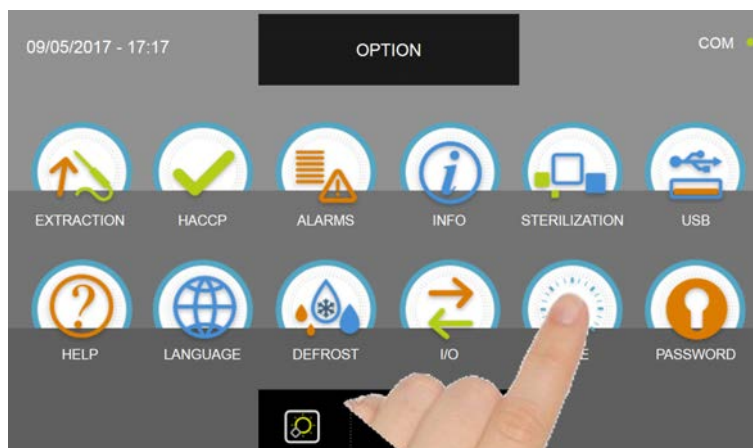 09/05/2017 - 17:17
OPTION
COM
EXTRACTION HACCP ALARMS INFO STERILIZATION USB
HELP LANGUAGE DEFROST I/O E PASSWORD